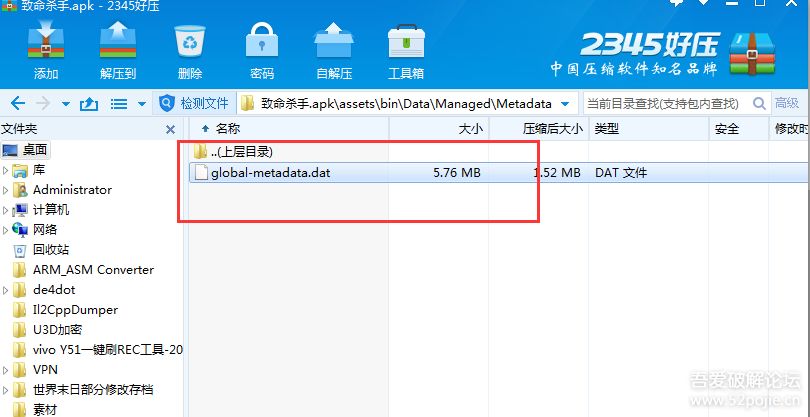 致命杀手.apk - 2345好压
添加 解压到 删除 密码 自解压 工具箱
2345好压
中国压缩软件知名品牌
检测文件 致命杀手.apk\assets\bin\Data\Managed\Metadata 当前目录查找(支持包内查找) 高级
文件夹 名称 大小 压缩后大小 类型 安全 修改时
桌面 ..(上层目录)
库 global-metadata.dat 5.76 MB 1.52 MB DAT 文件
Administrator
计算机
网络
回收站
ARM_ASM Converter
de4dot
Il2CppDumper
U3D加密
vivo Y51一键刷REC工具-20
VPN
世界末日部分修改存档
素材
吾爱破解论坛
www.52pojie.cn